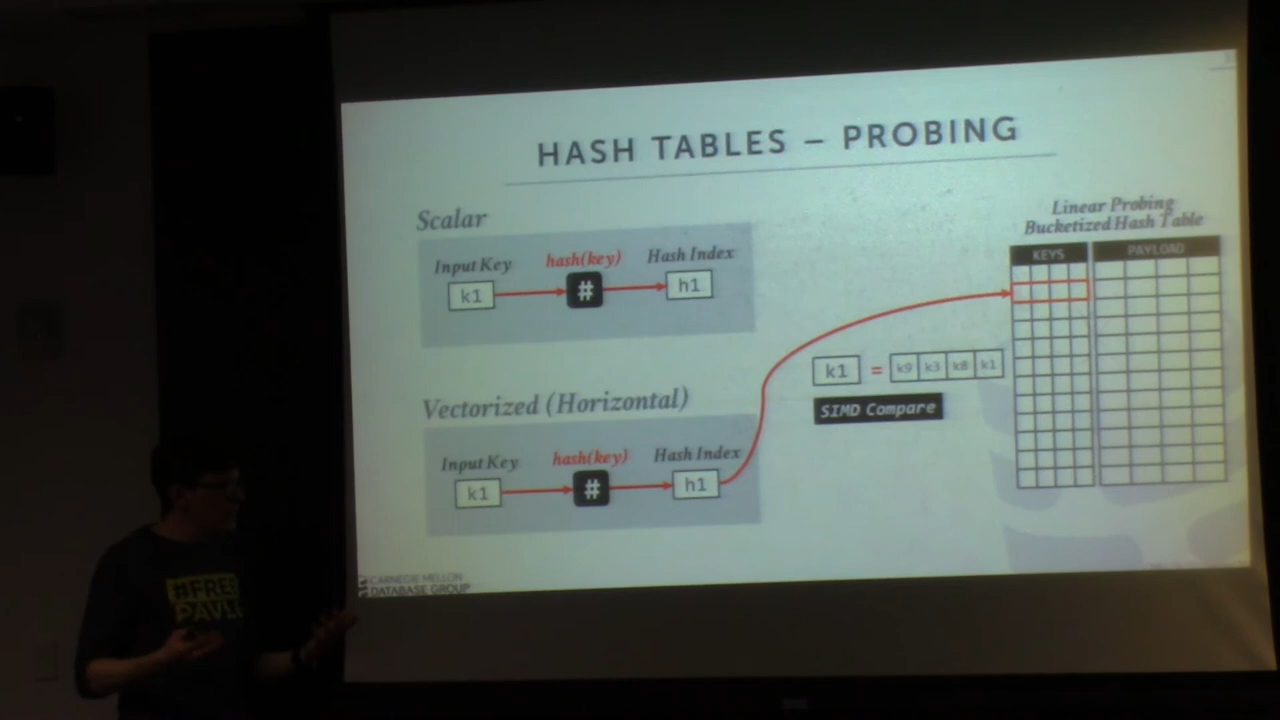 HASH TABLES – PROBING
Scalar
Input Key
hash(key)
Hash Index
k1
#
h1
Vectorized (Horizontal)
Input Key
hash(key)
Hash Index
k1
#
h1
k1 = k9 k3 k8 k1
SIMD Compare
Linear Probing
Bucketized Hash Table
KEYS
PAYLOAD
CARNEGIE MELLON
DATABASE GROUP
#FREE
PAVLO